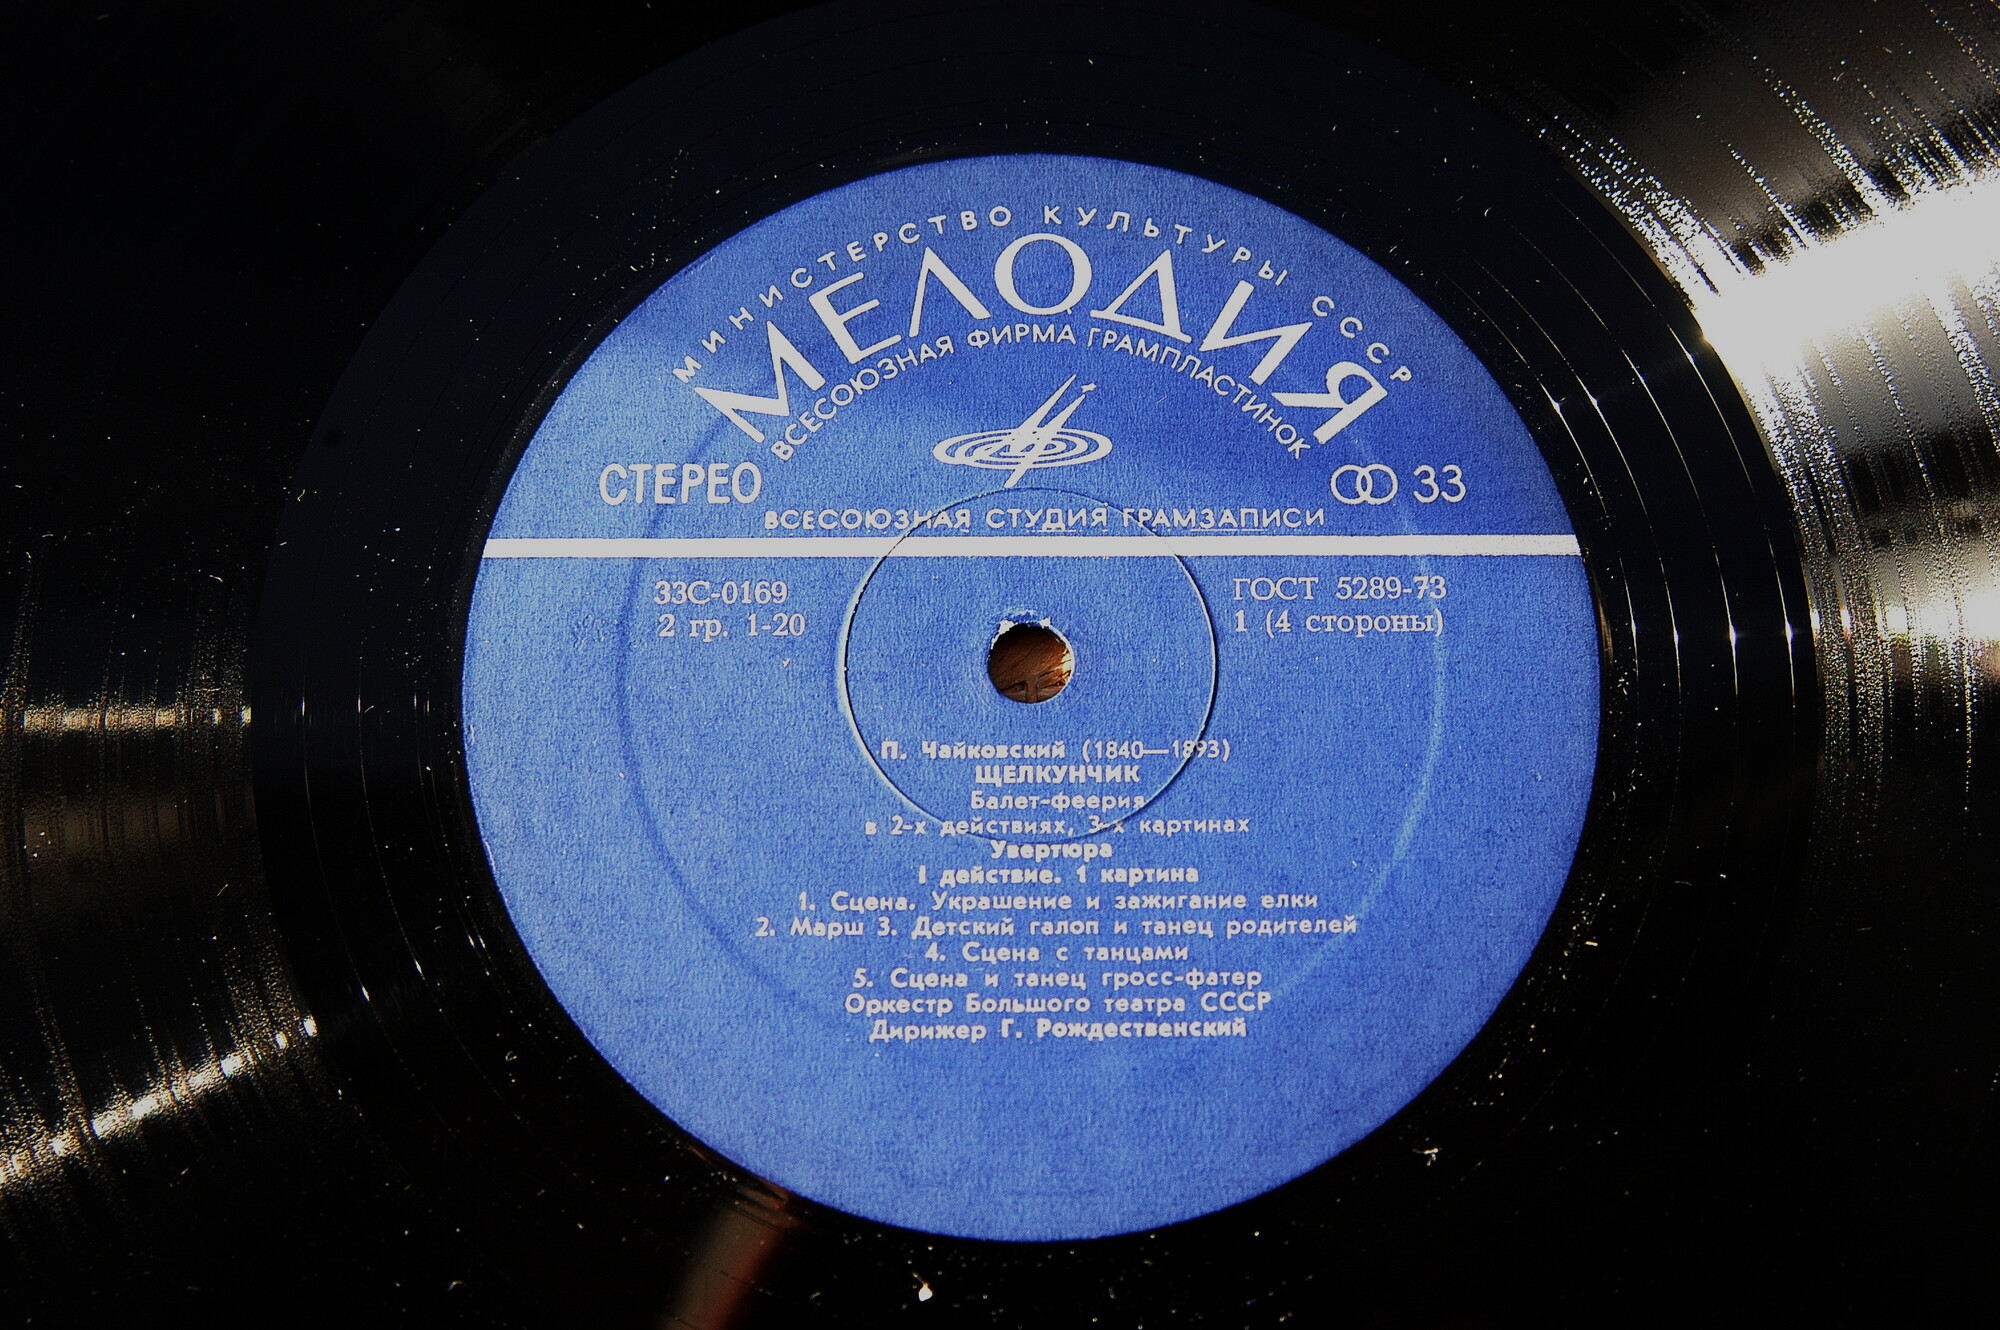 МИНИСТЕРСТВО КУЛЬТУРЫ СССР
МЕЛОДИЯ
ВСЕСОЮЗНАЯ ФИРМА ГРАМПЛАСТИНОК
СТЕРЕО
33
ВСЕСОЮЗНАЯ СТУДИЯ ГРАМЗАПИСИ
33С-0169
ГОСТ 5289-73
2 гр. 1-20
1 (4 стороны)
П. Чайковский (1840—1893)
ЩЕЛКУНЧИК
Балет-феерия
в 2-х действиях, 3-х картинах
Увертюра
I действие. 1 картина
1. Сцена. Украшение и зажигание елки
2. Марш 3. Детский галоп и танец родителей
4. Сцена с танцами
5. Сцена и танец гросс-фатер
Оркестр Большого театра СССР
Дирижер Г. Рождественский